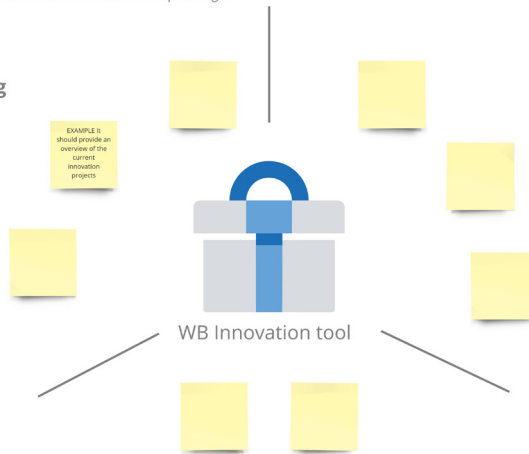 g
EXAMPLE It
should provide an
overview of the
current
innovation
projects
WB Innovation tool